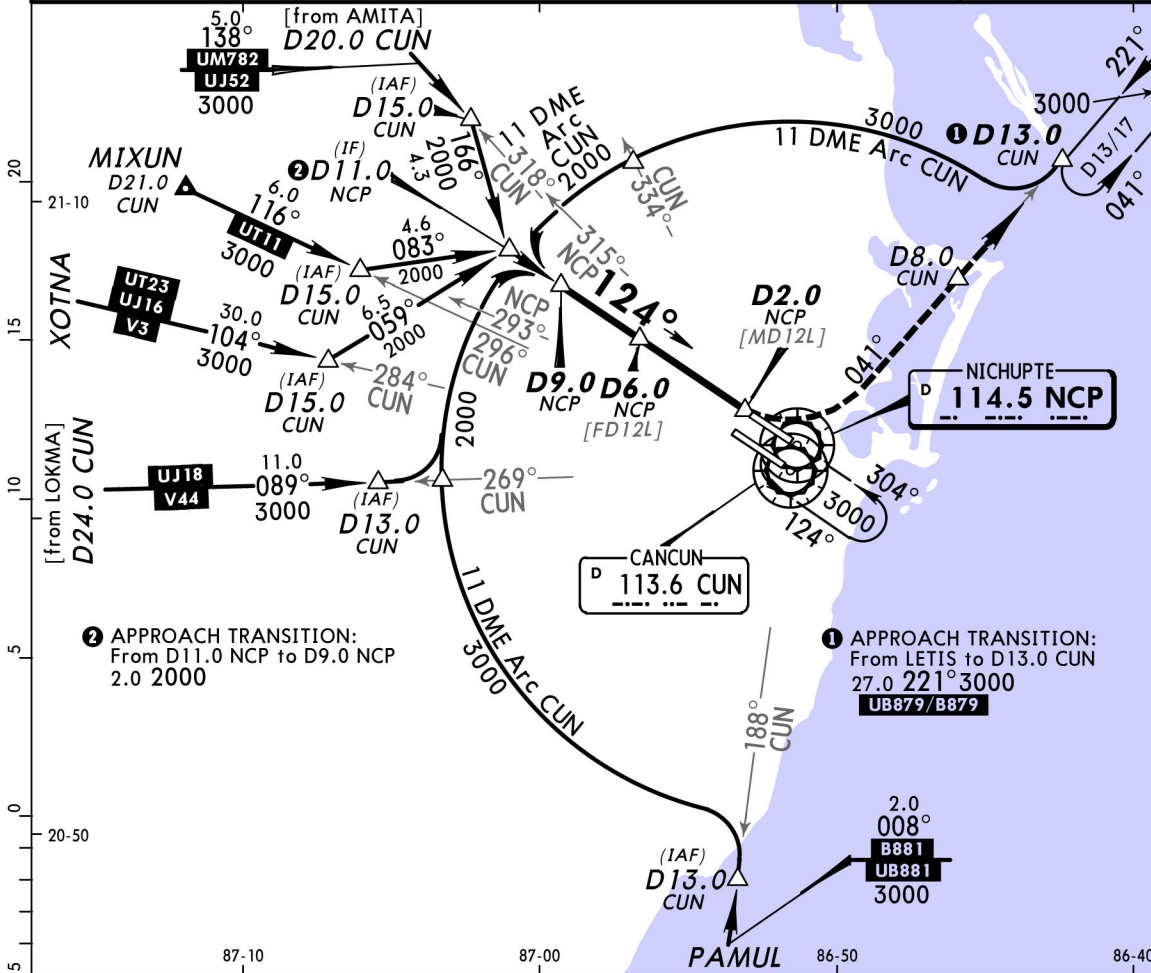 5.0
138°
UM782
UJ52
3000
[from AMITA]
D20.0 CUN
(IAF)
D15.0
CUN
166°
2000
4.3
318°
CUN
11 DME
Arc
CUN
2000
(IF)
❷ D11.0
NCP
MIXUN
D21.0
CUN
6.0
116°
UT11
3000
(IAF)
D15.0
CUN
4.6
083°
2000
6.5
059°
2000
XOTNA
UT23
UJ16
V3
30.0
104°
3000
(IAF)
D15.0
CUN
284°
CUN
NCP
293°
296°
CUN
315°
NCP
124°
CUN
334°
3000
11 DME Arc CUN
❶ D13.0
CUN
221°
3000
D13/17
041°
D8.0
CUN
041°
D9.0
NCP
D6.0
NCP
[FD12L]
D2.0
NCP
[MD12L]
NICHUPTE
D 114.5 NCP
304°
3000
124°
CANCUN
D 113.6 CUN
[from LOKMA]
D24.0 CUN
UJ18
V44
11.0
089°
3000
(IAF)
D13.0
CUN
2000
269°
CUN
11 DME Arc CUN
3000
❷ APPROACH TRANSITION:
From D11.0 NCP to D9.0 NCP
2.0 2000
❶ APPROACH TRANSITION:
From LETIS to D13.0 CUN
27.0 221° 3000
UB879/B879
188°
CUN
(IAF)
D13.0
CUN
2.0
008°
B881
UB881
3000
PAMUL
20
15
10
5
0
5
21-10
20-50
87-10
87-00
86-50
86-40